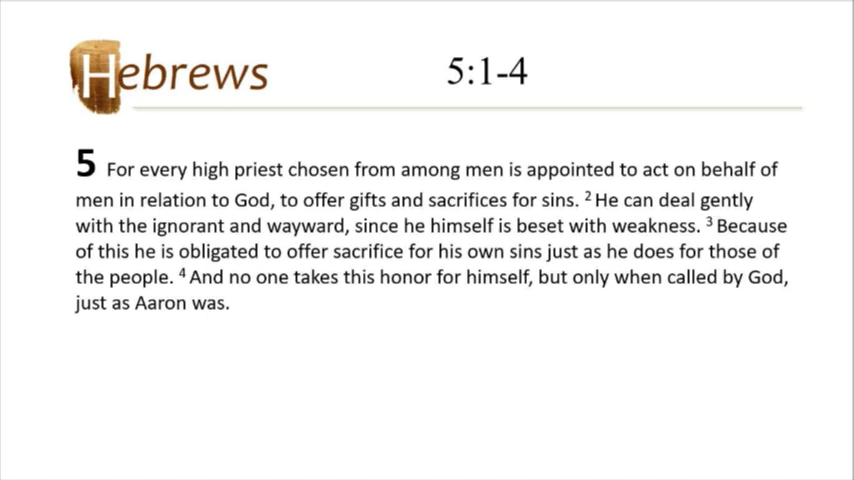 Hebrews 5:1-4
5 For every high priest chosen from among men is appointed to act on behalf of
men in relation to God, to offer gifts and sacrifices for sins. 2 He can deal gently
with the ignorant and wayward, since he himself is beset with weakness. 3 Because
of this he is obligated to offer sacrifice for his own sins just as he does for those of
the people. 4 And no one takes this honor for himself, but only when called by God,
just as Aaron was.